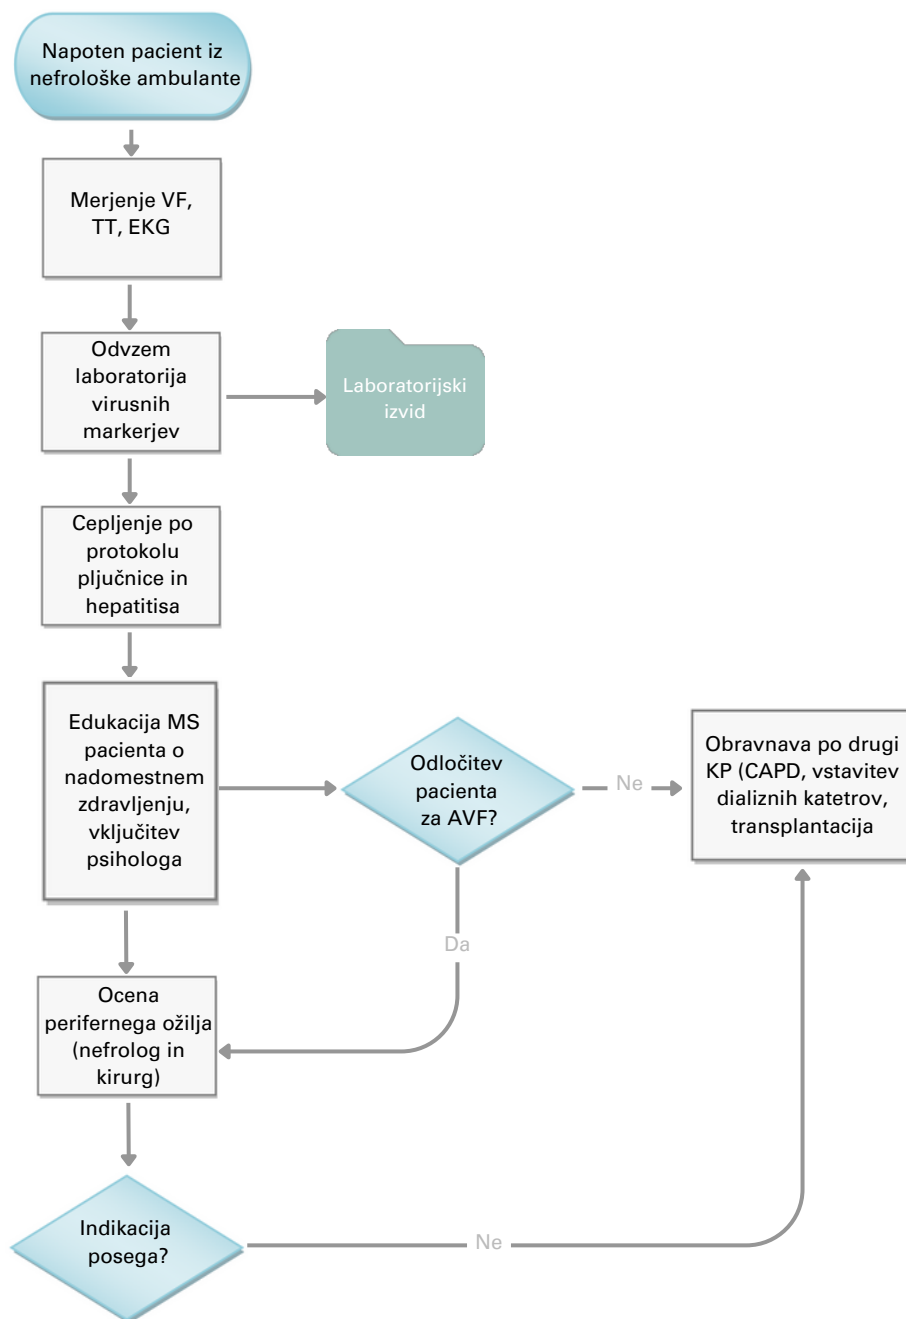 Napoten pacient iz
nefrološke ambulante
Merjenje VF,
TT, EKG
Odvzem
laboratorija
virusnih
markerjev
Laboratorijski
izvid
Cepljenje po
protokolu
pljučnice in
hepatitisa
Edukacija MS
pacienta o
nadomestnem
zdravljenju,
vključitev
psihologa
Odločitev
pacienta
za AVF?
Ne
Obravnava po drugi
KP (CAPD, vstavitev
dializnih katetrov,
transplantacija
Da
Ocena
perifernega ožilja
(nefrolog in
kirurg)
Indikacija
posega?
Ne